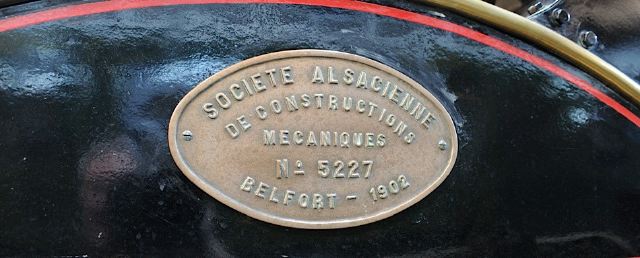 SOCIETE ALSACIENNE
DE CONSTRUCTIONS
MECANIQUES
Nº 5227
BELFORT - 1902